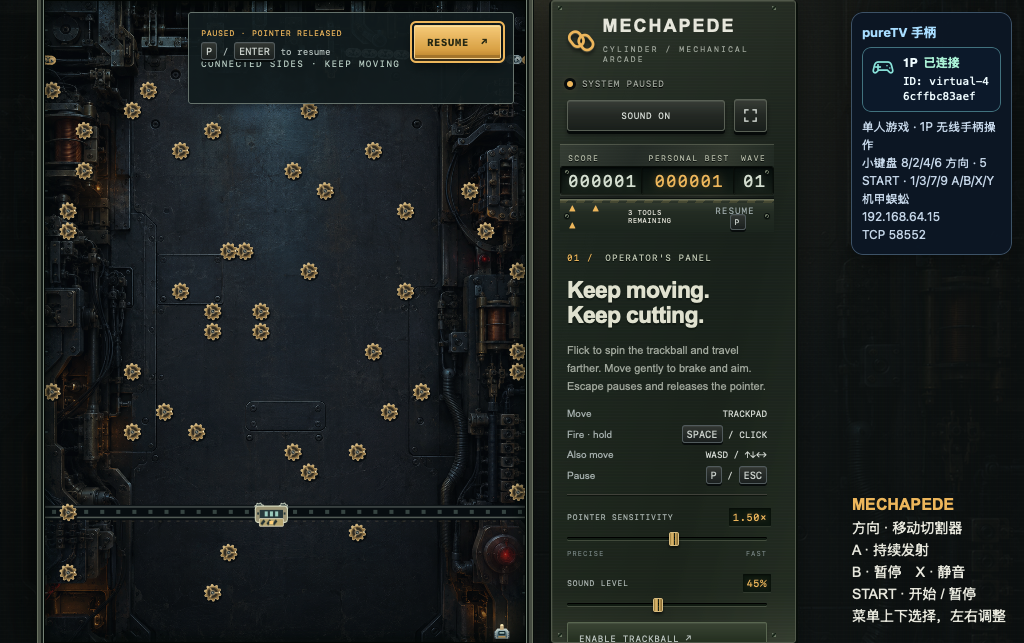 PAUSED · POINTER RELEASED
P / ENTER to resume
CONNECTED SIDES · KEEP MOVING
RESUME ↗
MECHAPEDE
CYLINDER / MECHANICAL
ARCADE
SYSTEM PAUSED
SOUND ON
SCORE PERSONAL BEST WAVE
000001 000001 01
3 TOOLS
REMAINING
RESUME
P
01 / OPERATOR'S PANEL
Keep moving.
Keep cutting.
Flick to spin the trackball and travel
farther. Move gently to brake and aim.
Escape pauses and releases the pointer.
Move TRACKPAD
Fire · hold SPACE / CLICK
Also move WASD / ↑↓↔
Pause P / ESC
POINTER SENSITIVITY 1.50×
PRECISE FAST
SOUND LEVEL 45%
ENABLE TRACKBALL ↗
pureTV 手柄
1P 已连接
ID: virtual-4
6cffbc83aef
单人游戏 · 1P 无线手柄操
作
小键盘 8/2/4/6 方向 · 5
START · 1/3/7/9 A/B/X/Y
机甲蜈蚣
192.168.64.15
TCP 58552
MECHAPEDE
方向 · 移动切割器
A · 持续发射
B · 暂停 X · 静音
START · 开始 / 暂停
菜单上下选择，左右调整